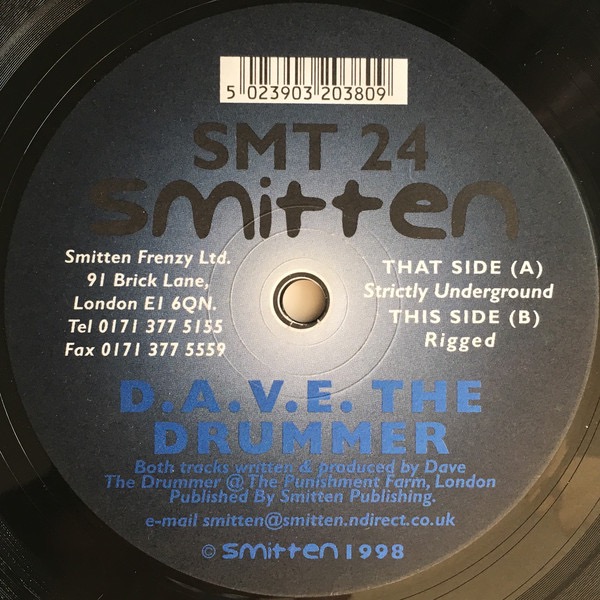 5 023903 203809
SMT 24
smitten
Smitten Frenzy Ltd.
91 Brick Lane,
London E1 6QN.
Tel 0171 377 5155
Fax 0171 377 5559
THAT SIDE (A)
Strictly Underground
THIS SIDE (B)
Rigged
D.A.V.E. THE
DRUMMER
Both tracks written & produced by Dave
The Drummer @ The Punishment Farm, London
Published By Smitten Publishing.
e-mail smitten@smitten.ndirect.co.uk
© smitten 1998